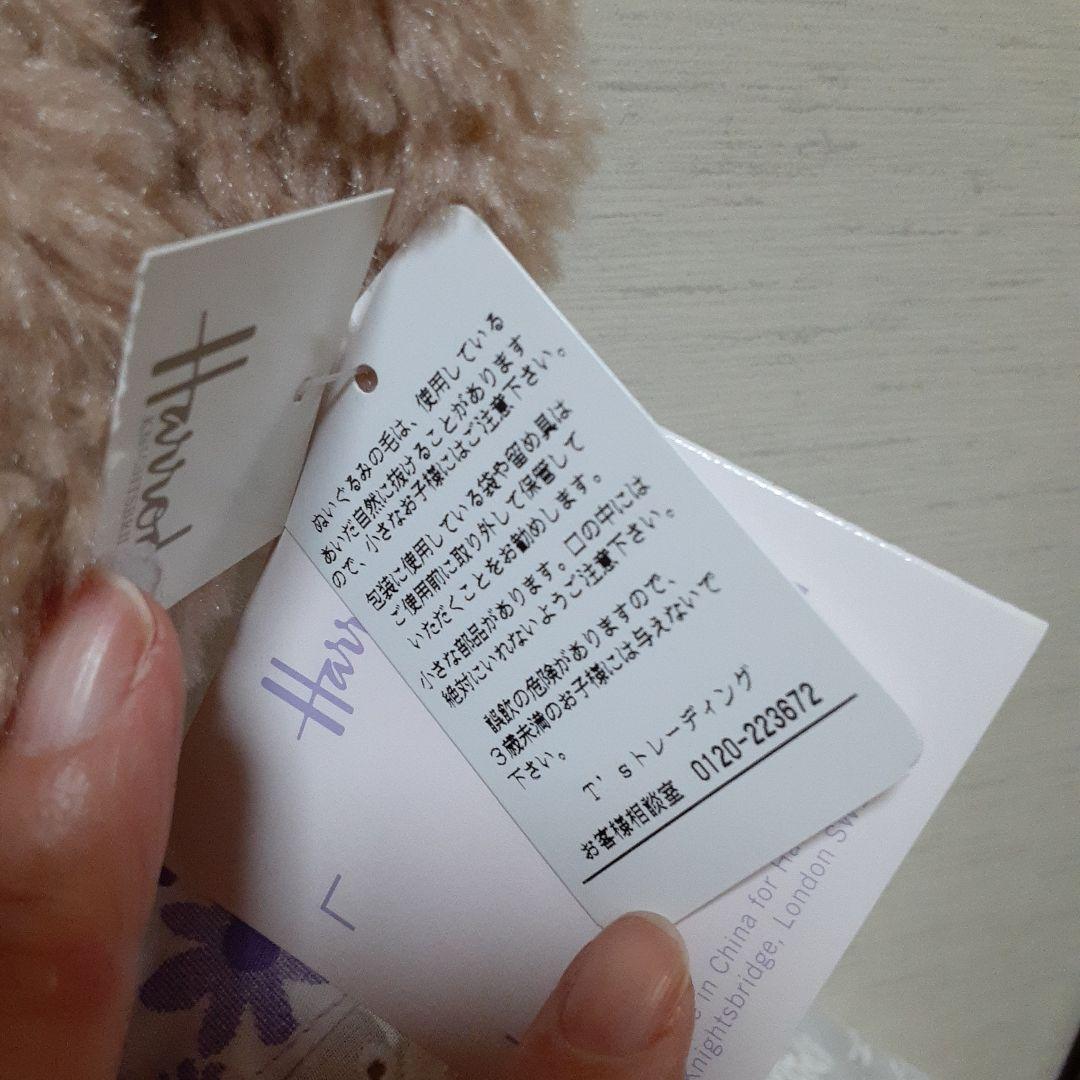 Harrod
KNIGHTSBRIDGE
ぬいぐるみの毛は、使用している
あいだ自然に抜けることがあります
ので、小さなお子様にはご注意下さい。
包装に使用している袋や留め具は
ご使用前に取り外して保管して
いただくことをお勧めします。
小さな部品があります。口の中には
絶対にいれないようご注意下さい。
誤飲の危険がありますので、
3歳未満のお子様には与えないで
下さい。
T'sトレーディング
お客様相談室 0120-223672
Harr
in China for Ha
Knightsbridge, London SW